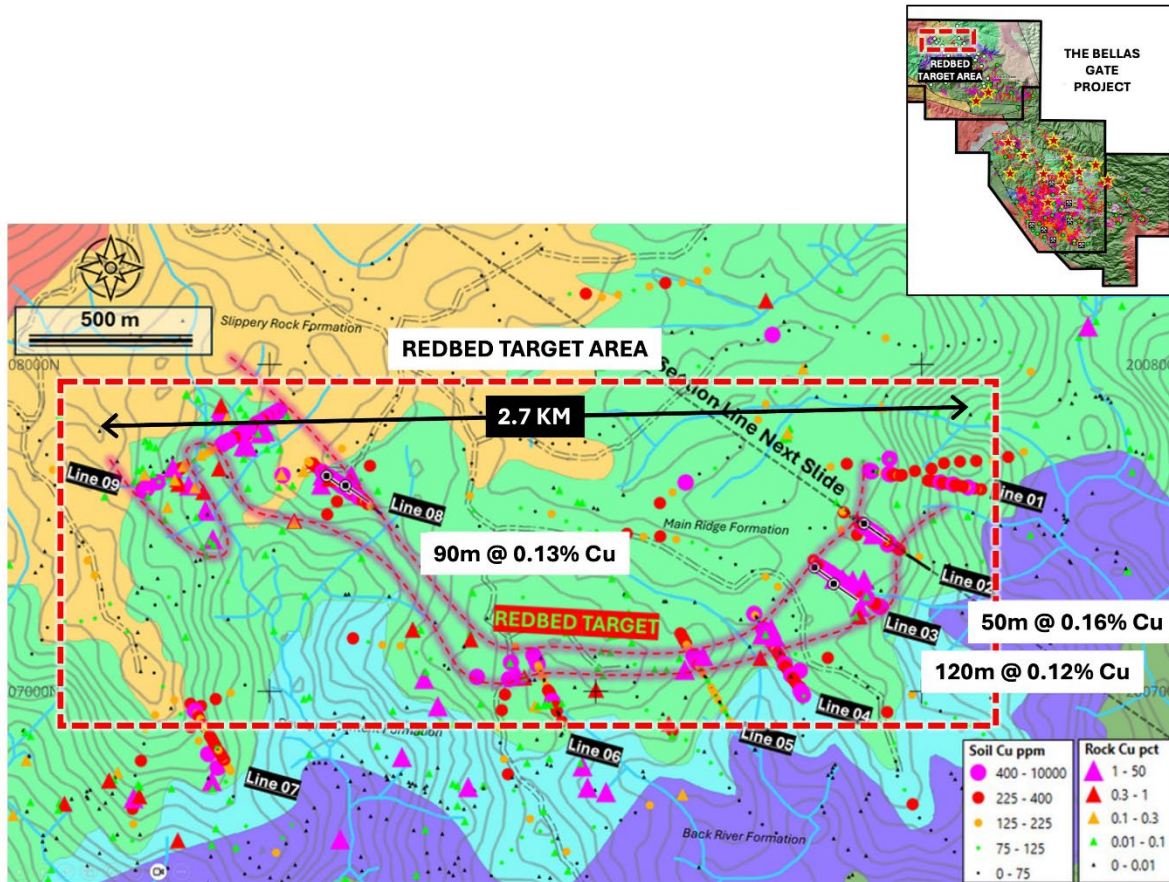 THE BELLAS
GATE
PROJECT
REDBED
TARGET AREA
500 m
Slippery Rock Formation
REDBED TARGET AREA
08000N
20080
2.7 KM
Section Line Next Slide
Line 09
Line 08
Line 01
Main Ridge Formation
90m @ 0.13% Cu
Line 02
REDBED TARGET
Line 03
50m @ 0.16% Cu
120m @ 0.12% Cu
07000N
20070
Line 04
Line 05
Line 06
Formation
Line 07
Back River Formation
Soil Cu ppm
400 - 10000
225 - 400
125 - 225
75 - 125
0 - 75
Rock Cu pct
1 - 50
0.3 - 1
0.1 - 0.3
0.01 - 0.1
0 - 0.01